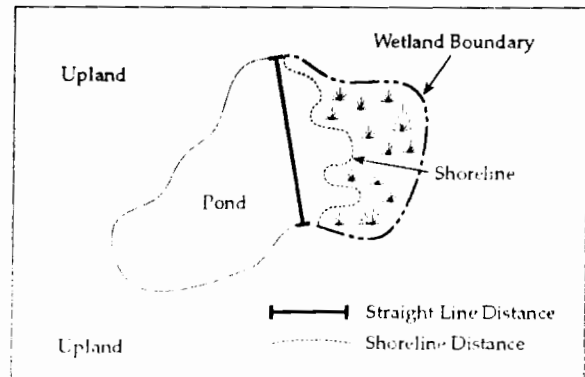 Wetland Boundary
Upland
Shoreline
Pond
Straight Line Distance
Shoreline Distance
Upland